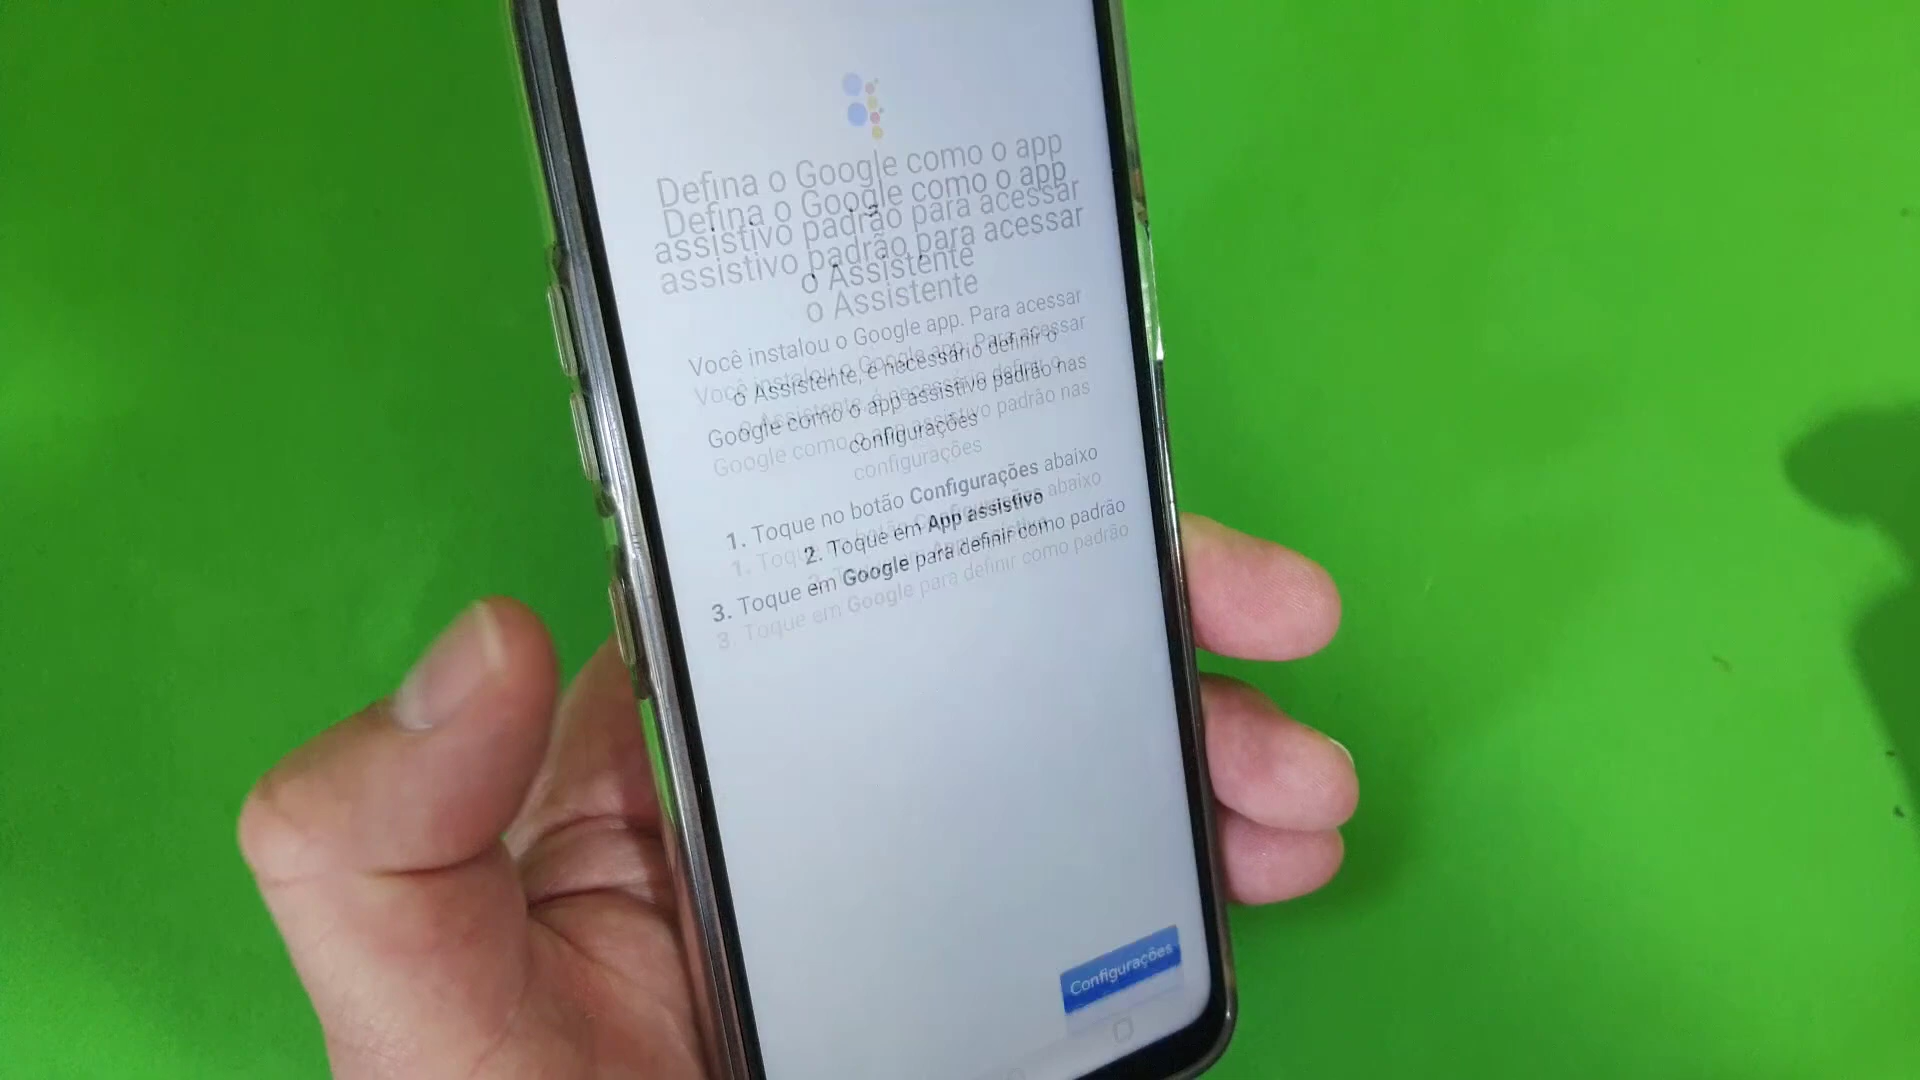 Defina o Google como o app
assistivo padrão para acessar
o Assistente
Você instalou o Google app. Para acessar
o Assistente, é necessário definir o
Google como o app assistivo padrão nas
configurações
1. Toque no botão Configurações abaixo
2. Toque em App assistivo
3. Toque em Google para definir como padrão
Configurações